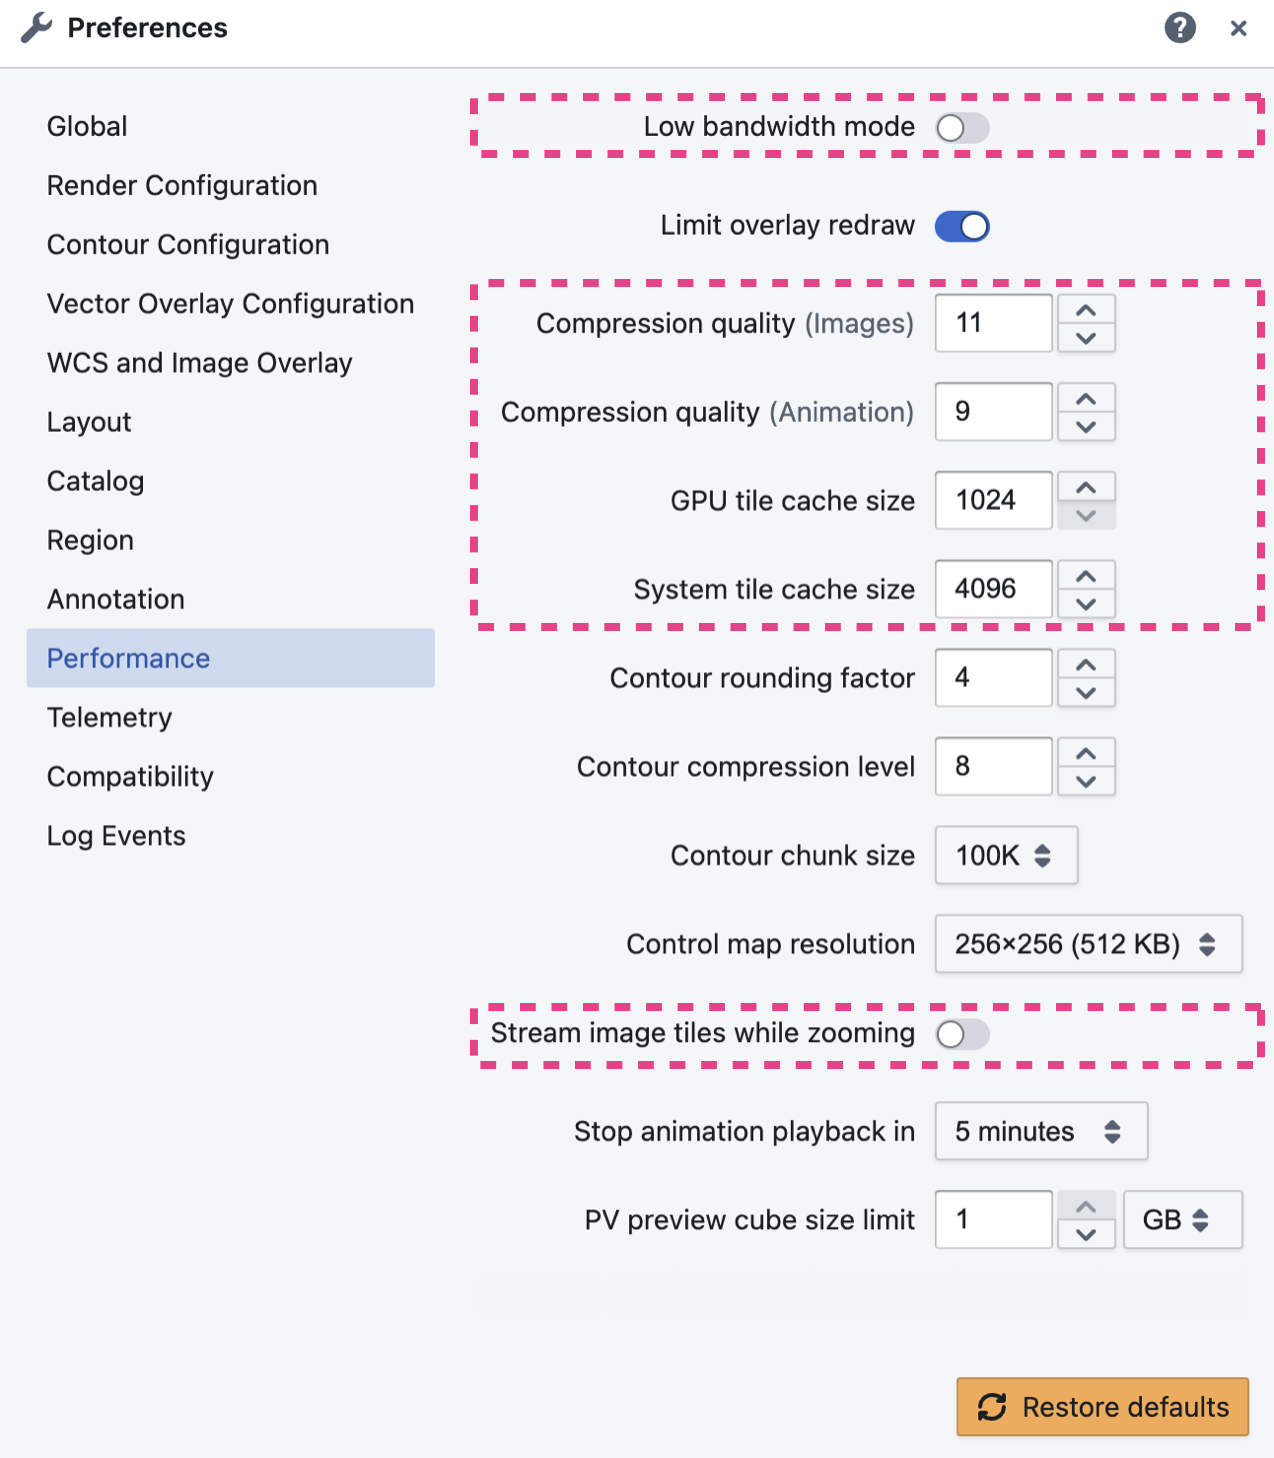 Preferences
Global
Render Configuration
Contour Configuration
Vector Overlay Configuration
WCS and Image Overlay
Layout
Catalog
Region
Annotation
Performance
Telemetry
Compatibility
Log Events
Low bandwidth mode
Limit overlay redraw
Compression quality (Images) 11
Compression quality (Animation) 9
GPU tile cache size 1024
System tile cache size 4096
Contour rounding factor 4
Contour compression level 8
Contour chunk size 100K
Control map resolution 256×256 (512 KB)
Stream image tiles while zooming
Stop animation playback in 5 minutes
PV preview cube size limit 1 GB
Restore defaults